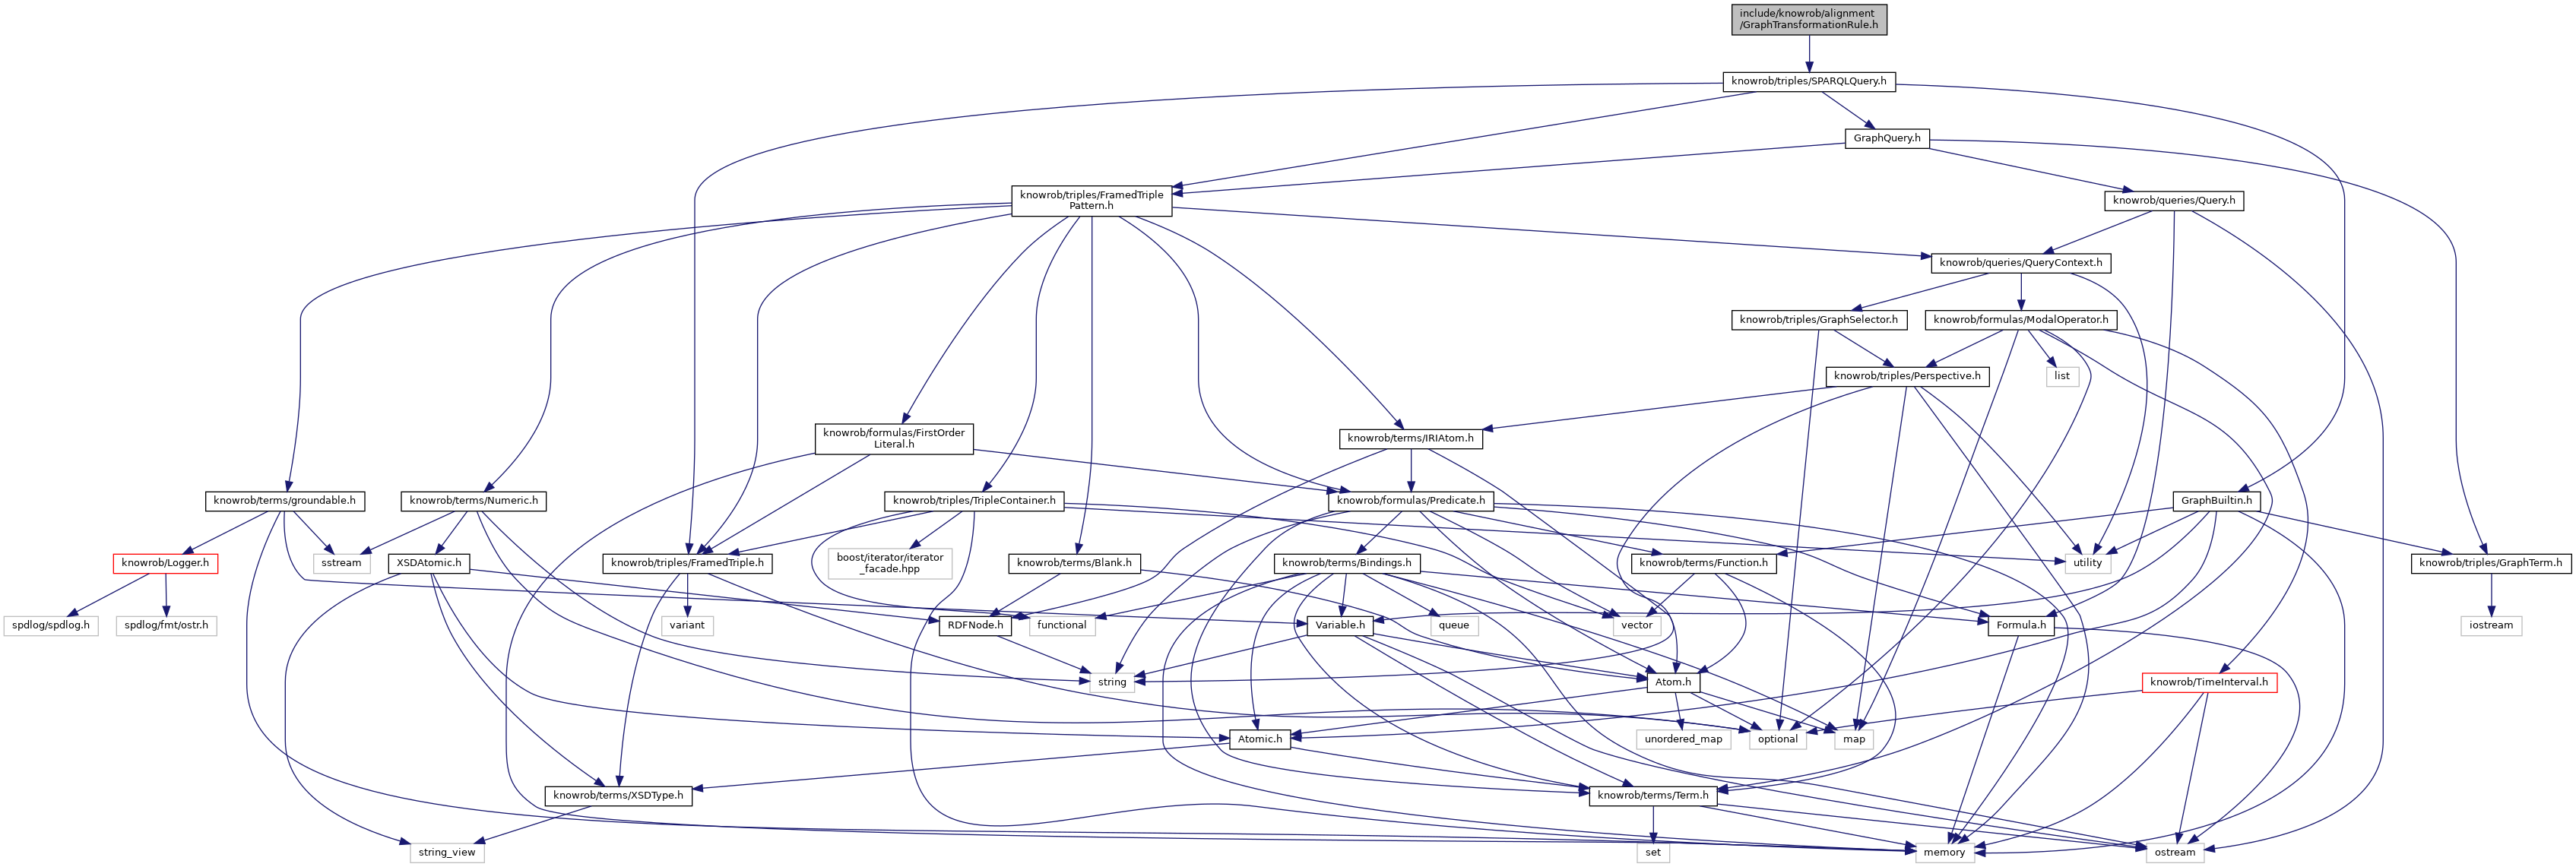 include/knowrob/alignment
/GraphTransformationRule.h
knowrob/triples/SPARQLQuery.h
GraphQuery.h
knowrob/triples/FramedTriple
Pattern.h
knowrob/queries/Query.h
knowrob/queries/QueryContext.h
knowrob/triples/GraphSelector.h
knowrob/formulas/ModalOperator.h
knowrob/triples/Perspective.h
list
knowrob/formulas/FirstOrder
Literal.h
knowrob/terms/IRIAtom.h
knowrob/terms/groundable.h
knowrob/terms/Numeric.h
knowrob/triples/TripleContainer.h
knowrob/formulas/Predicate.h
GraphBuiltin.h
knowrob/Logger.h
sstream
XSDAtomic.h
knowrob/triples/FramedTriple.h
boost/iterator/iterator
_facade.hpp
knowrob/terms/Blank.h
knowrob/terms/Bindings.h
knowrob/terms/Function.h
utility
knowrob/triples/GraphTerm.h
spdlog/spdlog.h
spdlog/fmt/ostr.h
variant
RDFNode.h
functional
Variable.h
queue
vector
Formula.h
iostream
string
Atom.h
knowrob/TimeInterval.h
Atomic.h
unordered_map
optional
map
knowrob/terms/XSDType.h
knowrob/terms/Term.h
string_view
set
memory
ostream